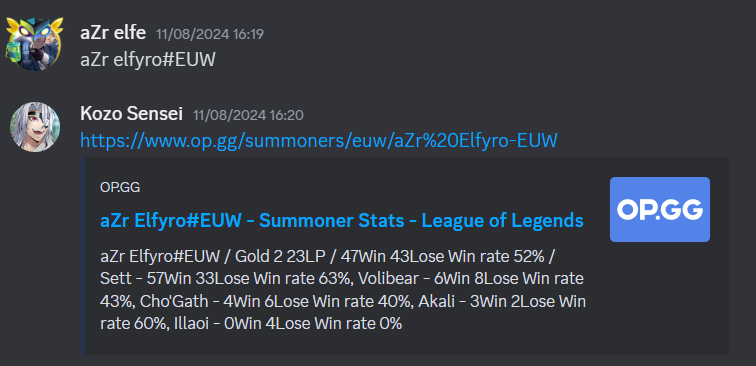 aZr elfe 11/08/2024 16:19
aZr elfyro#EUW
Kozo Sensei 11/08/2024 16:20
https://www.op.gg/summoners/euw/aZr%20Elfyro-EUW
OP.GG
OP.GG
aZr Elfyro#EUW - Summoner Stats - League of Legends
aZr Elfyro#EUW / Gold 2 23LP / 47Win 43Lose Win rate 52% /
Sett - 57Win 33Lose Win rate 63%, Volibear - 6Win 8Lose Win rate
43%, Cho'Gath - 4Win 6Lose Win rate 40%, Akali - 3Win 2Lose Win
rate 60%, Illaoi - 0Win 4Lose Win rate 0%